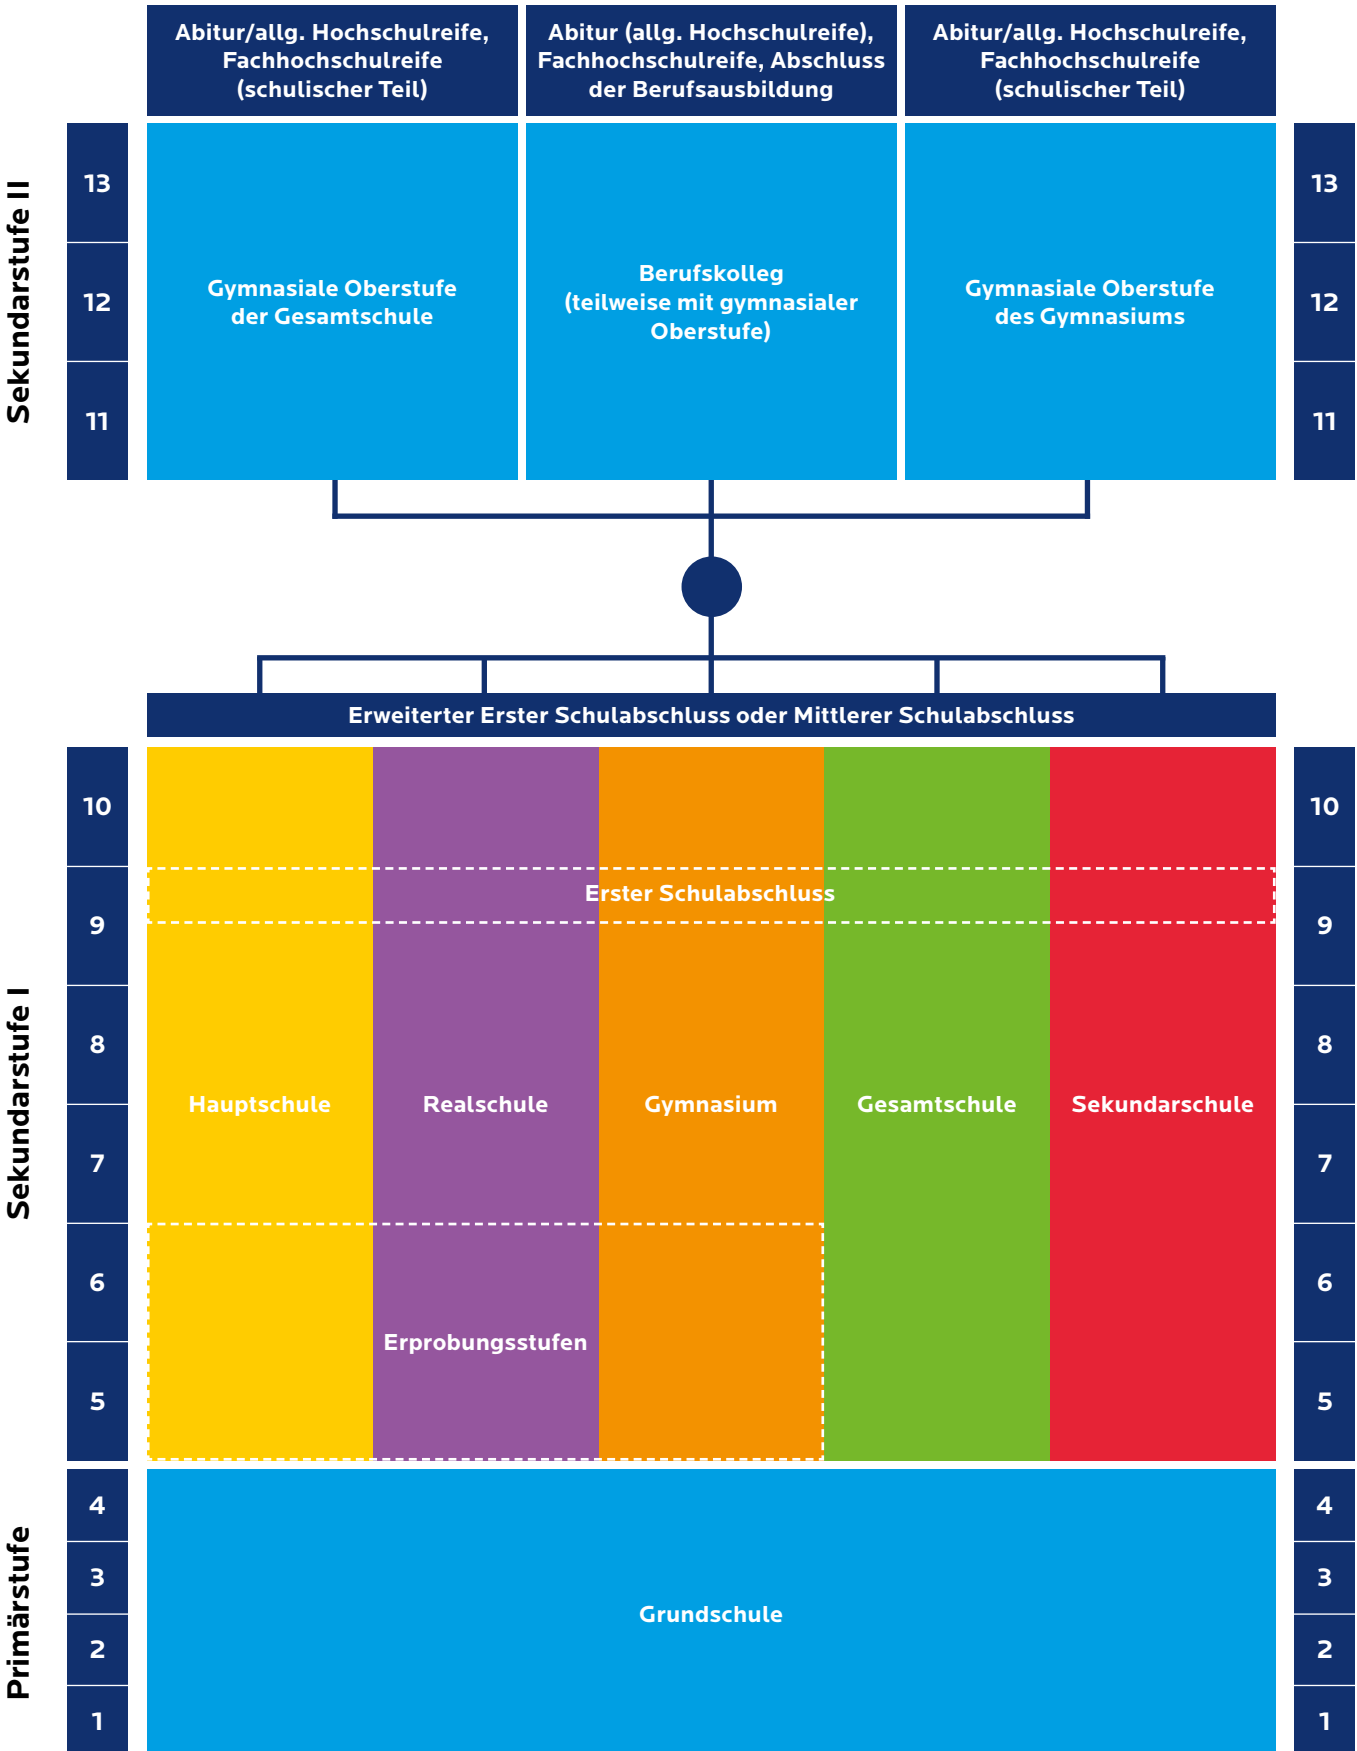 Abitur/allg. Hochschulreife,
Fachhochschulreife
(schulischer Teil)
Abitur (allg. Hochschulreife),
Fachhochschulreife, Abschluss
der Berufsausbildung
Abitur/allg. Hochschulreife,
Fachhochschulreife
(schulischer Teil)
Sekundarstufe II
13
12
11
Gymnasiale Oberstufe
der Gesamtschule
Berufskolleg
(teilweise mit gymnasialer
Oberstufe)
Gymnasiale Oberstufe
des Gymnasiums
13
12
11
Erweiterter Erster Schulabschluss oder Mittlerer Schulabschluss
Sekundarstufe I
10
9
8
7
6
5
Erster Schulabschluss
Hauptschule
Realschule
Gymnasium
Gesamtschule
Sekundarschule
Erprobungsstufen
10
9
8
7
6
5
Primärstufe
4
3
2
1
Grundschule
4
3
2
1